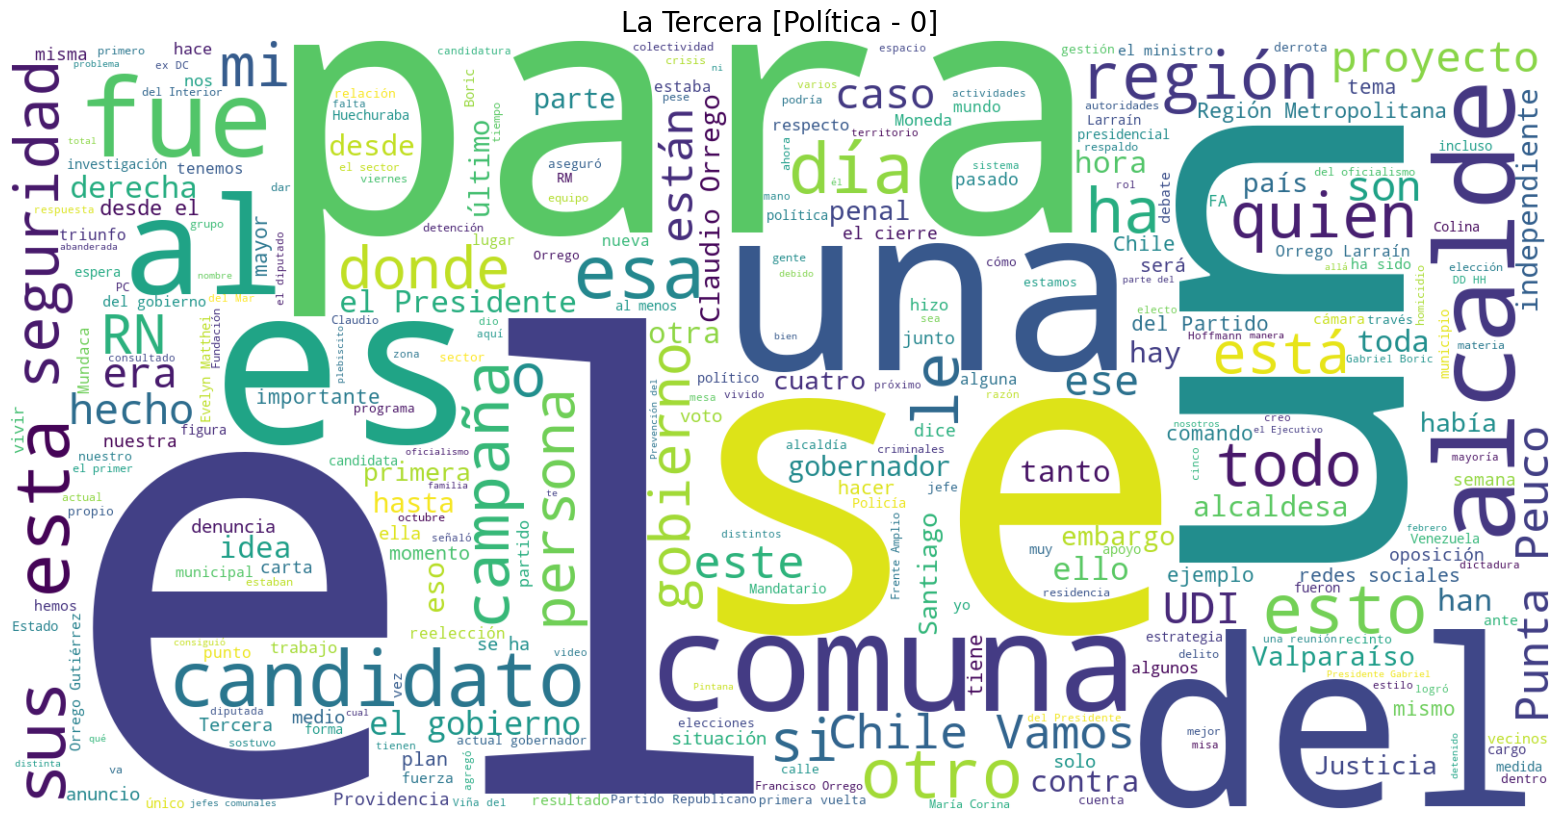 La Tercera [Política - 0]
misma
primero
hace
problema
ex DC
mi
nos
del Interior
fue
para
candidatura
colectividad
crisis
ni
espacio
gestión
el ministro
derrota
proyecto
región
tema
caso
varios
actividades
podría
mundo
autoridades
Larraín
presidencial
respaldo
Región Metropolitana
incluso
alcalde
independiente
estaba
pese
parte
Boric
relación
falta
Huechuraba
desde
el sector
viernes
último
tiempo
aseguró
RM
equipo
están
Claudio Orrego
respecto
Moneda
territorio
ahora
día
sistema
pasado
hora
total
investigación
tenemos
derecha
dar
respuesta
desde el
triunfo
grupo
abanderada
mayor
al
espera
nombre
PC
del Mar
del gobierno
el diputado
detención
lugar
Orrego
donde
nueva
esa
el Presidente
al menos
mano
él
política
penal
el cierre
rol
debate
ha
FA
país
son
del oficialismo
quien
Colina
Orrego Larraín
Chile
será
allá
ha sido
elección
DD HH
parte del
gente
debido
cómo
estamos
una
bien
seguridad
RN
Mundaca
consultado
Evelyn Matthei
Fundación
era
es
Claudio
plebiscito
dio
aquí
zona
sector
otra
hizo
sea
junto
electo
del Partido
cámara
través
homicidio
Hoffmann
manera
está
toda
Gabriel Boric
municipio
materia
hay
importante
programa
campaña
o
persona
gobierno
Prevención del
político
mesa
vivido
cuatro
próximo
le
alguna
razón
ese
hecho
figura
vivir
nuestra
nuestro
el primer
oficialismo
candidata
primera
familia
te
voto
dice
alcaldía
criminales
gobernador
hacer
jefe
Policía
tanto
creo
el Ejecutivo
nosotros
comando
cinco
todo
había
mayoría
semana
actual
propio
denuncia
hasta
octubre
idea
ella
señaló
momento
partido
alcaldesa
febrero
Venezuela
dictadura
Peuco
municipal
carta
estaban
eso
distintos
este
Frente Amplio
Mandatario
Santiago
muy
embargo
apoyo
ello
yo
residencia
oposición
ejemplo
redes sociales
fueron
esta
hemos
Estado
reelección
se
un
UDI
esto
han
ante
consiguió
punto
trabajo
se ha
video
el
comuna
tiene
estrategia
delito
algunos
una reunión
recinto
Valparaíso
Presidente Gabriel
estilo
logró
mismo
Punta
Orrego Gutiérrez
candidato
vez
Pintana
diputada
Tercera
medio
cual
forma
sostuvo
el gobierno
tienen
actual gobernador
elecciones
situación
si
Chile Vamos
del Presidente
solo
del
mejor
misa
sus
qué
distinta
va
plan
fuerza
agregó
calle
otro
contra
Justicia
detenido
vecinos
cargo
medida
dentro
anuncio
único
jefes comunales
Providencia
Viña del
resultado
Partido Republicano
Francisco Orrego
primera vuelta
María Corina
cuenta